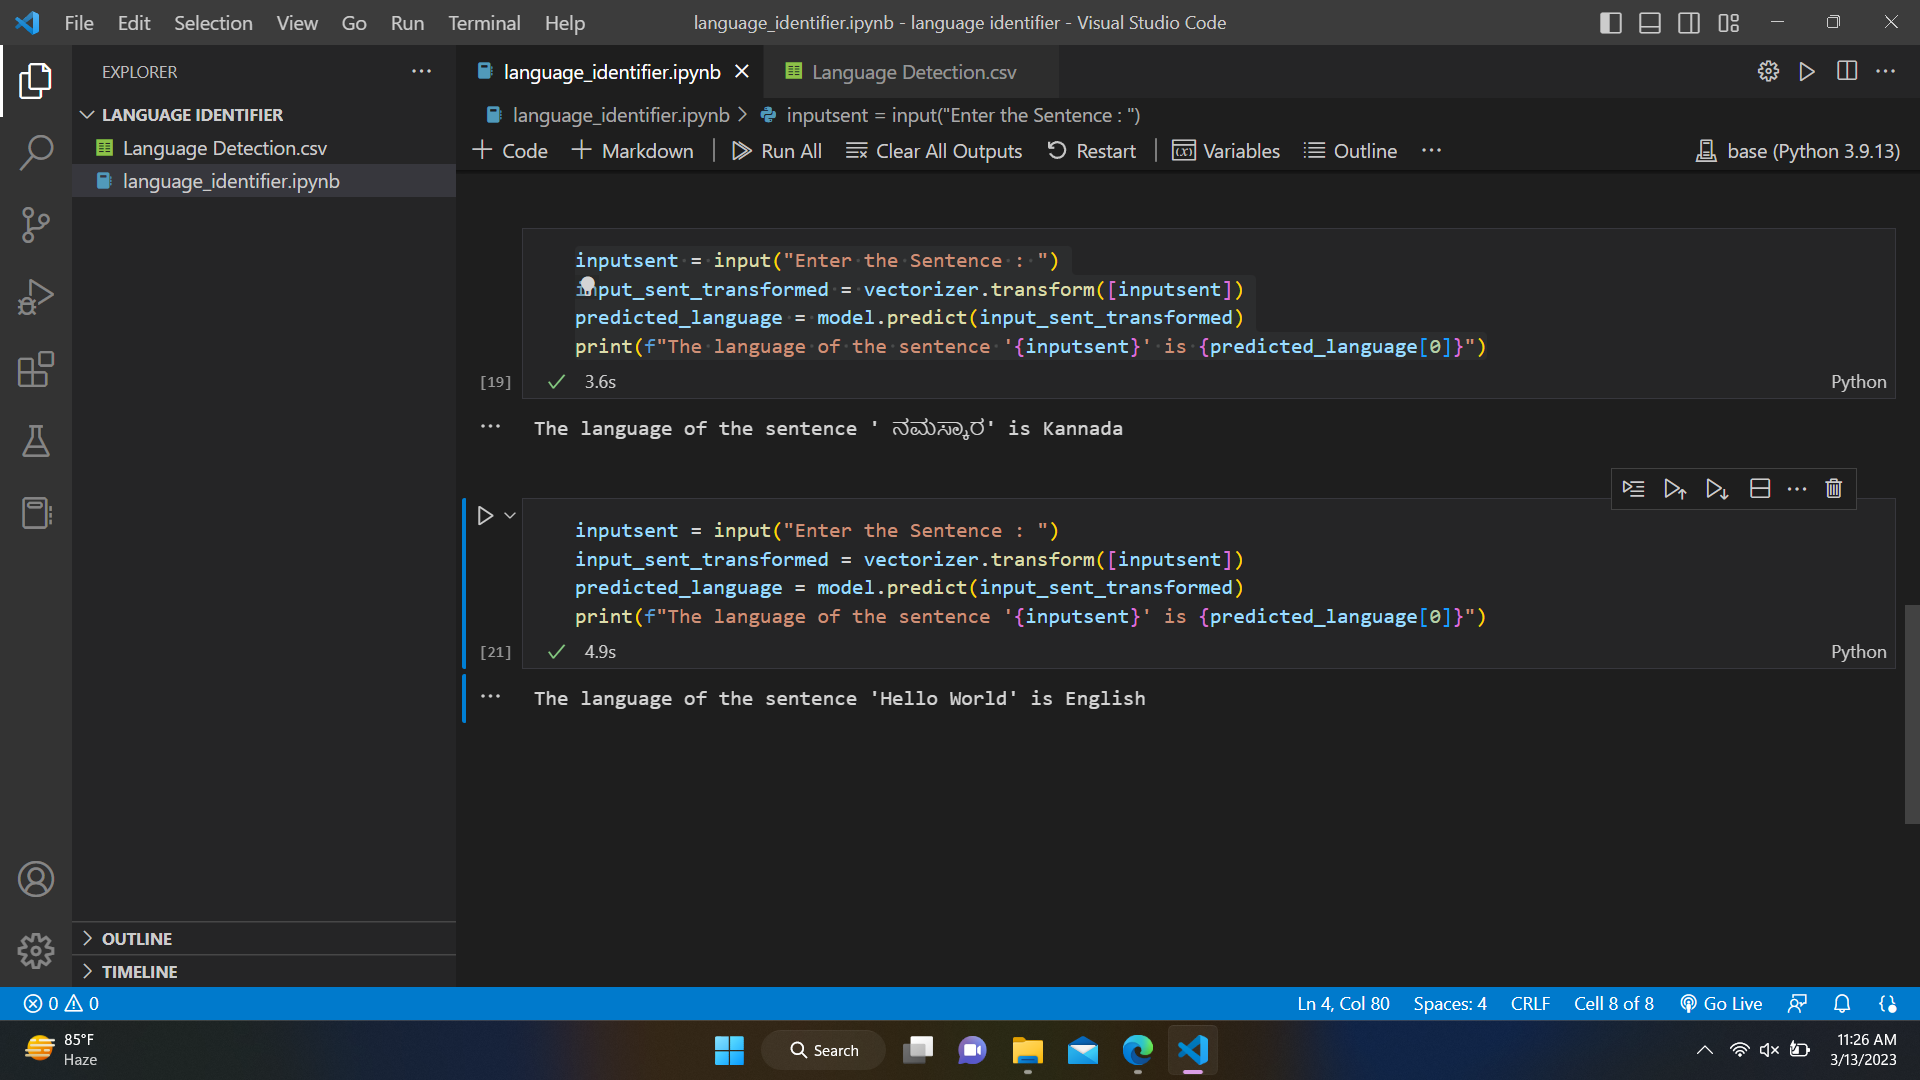 File Edit Selection View Go Run Terminal Help
language_identifier.ipynb - language identifier - Visual Studio Code
EXPLORER
LANGUAGE IDENTIFIER
Language Detection.csv
language_identifier.ipynb
language_identifier.ipynb
Language Detection.csv
language_identifier.ipynb > inputsent = input("Enter the Sentence : ")
+ Code + Markdown | Run All Clear All Outputs Restart | Variables Outline ...
base (Python 3.9.13)
inputsent = input("Enter the Sentence : ")
input_sent_transformed = vectorizer.transform([inputsent])
predicted_language = model.predict(input_sent_transformed)
print(f"The language of the sentence '{inputsent}' is {predicted_language[0]}")
[19] 3.6s
Python
The language of the sentence ' ನಮಸ್ಕಾರ' is Kannada
inputsent = input("Enter the Sentence : ")
input_sent_transformed = vectorizer.transform([inputsent])
predicted_language = model.predict(input_sent_transformed)
print(f"The language of the sentence '{inputsent}' is {predicted_language[0]}")
[21] 4.9s
Python
The language of the sentence 'Hello World' is English
OUTLINE
TIMELINE
0 0
Ln 4, Col 80 Spaces: 4 CRLF Cell 8 of 8 Go Live
85°F
Haze
Search
11:26 AM
3/13/2023